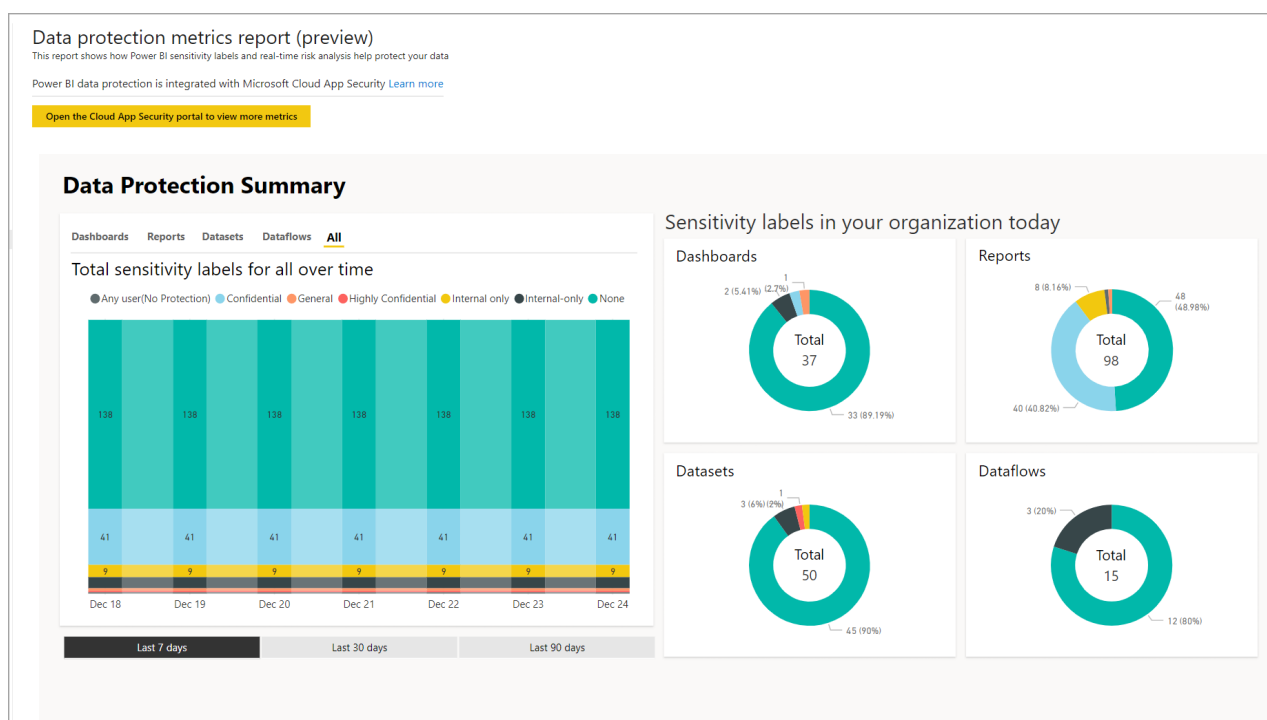 Data protection metrics report (preview)
This report shows how Power BI sensitivity labels and real-time risk analysis help protect your data
Power BI data protection is integrated with Microsoft Cloud App Security Learn more
Open the Cloud App Security portal to view more metrics
Data Protection Summary
Dashboards Reports Datasets Dataflows All
Total sensitivity labels for all over time
Any user(No Protection) Confidential General Highly Confidential Internal only Internal-only None
138 138 138 138 138 138 138
41 41 41 41 41 41 41
9 9 9 9 9 9 9
Dec 18 Dec 19 Dec 20 Dec 21 Dec 22 Dec 23 Dec 24
Last 7 days Last 30 days Last 90 days
Sensitivity labels in your organization today
Dashboards
1
2 (5.41%) (2.7%)
Total
37
33 (89.19%)
Reports
8 (8.16%)
48
(48.98%)
Total
98
40 (40.82%)
Datasets
1
3 (6%) (2%)
Total
50
45 (90%)
Dataflows
3 (20%)
Total
15
12 (80%)